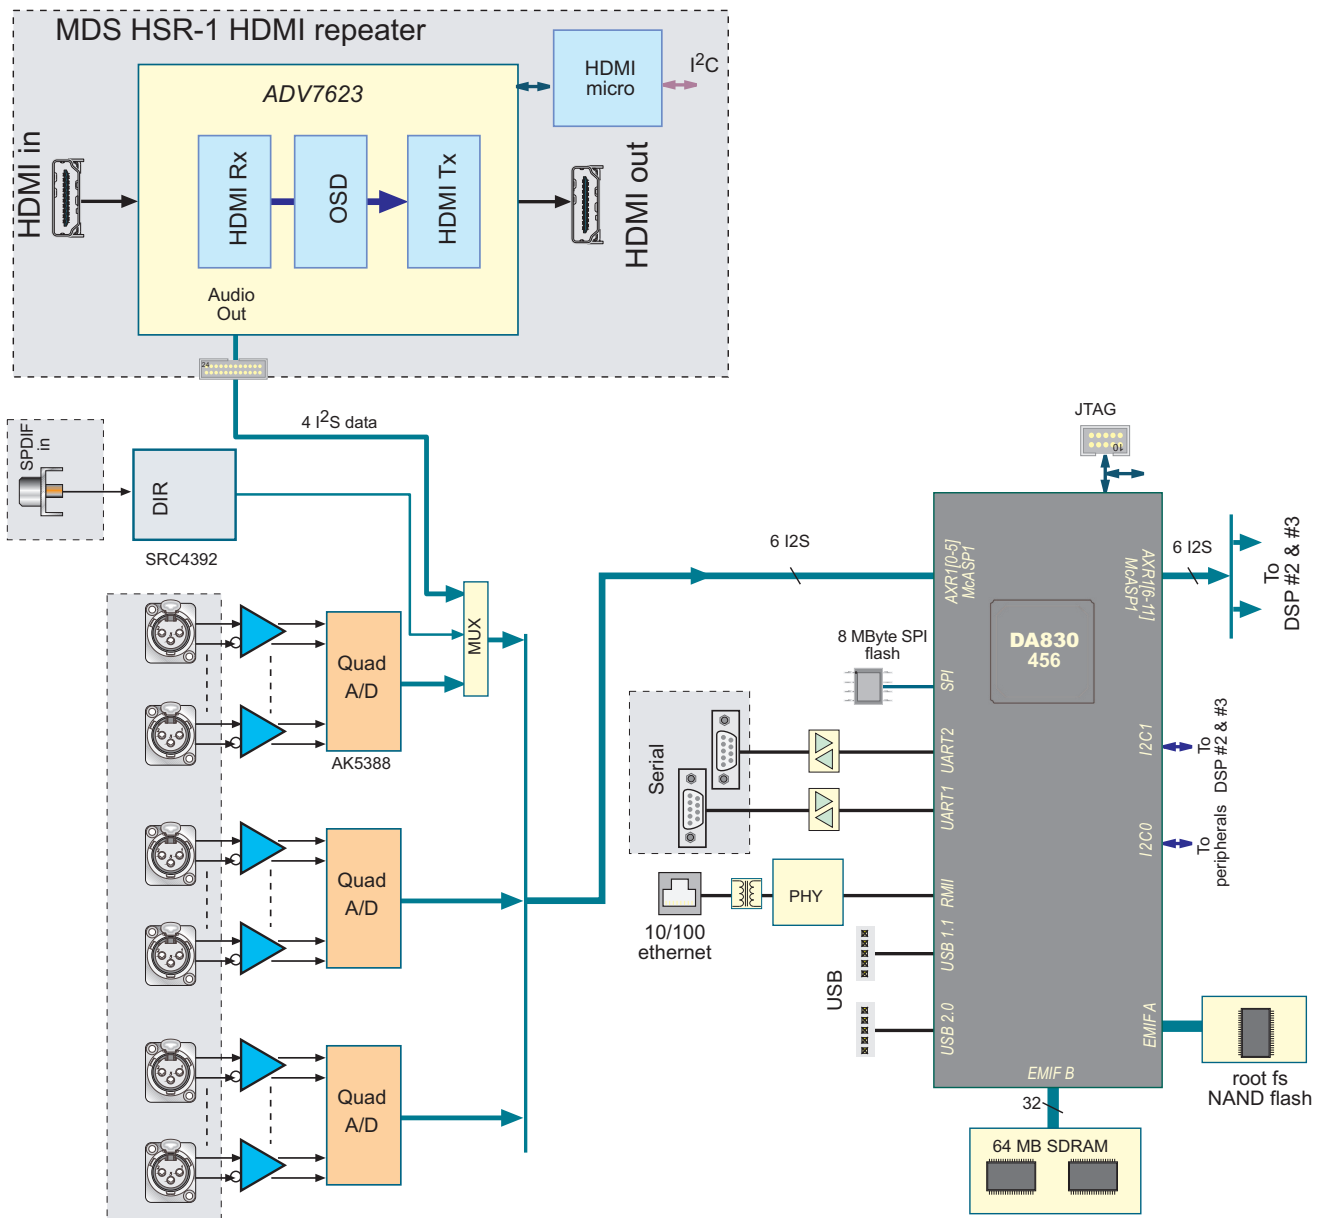 MDS HSR-1 HDMI repeater
ADV7623
HDMI
micro
I2C
HDMI in
HDMI Rx
OSD
HDMI Tx
HDMI out
Audio
Out
24
4 I2S data
SPDIF
in
DIR
SRC4392
MUX
Quad
A/D
AK5388
Quad
A/D
Quad
A/D
JTAG
10
6 I2S
AXR1[0-5]
McASP1
AXR16-11]
McASP1
6 I2S
To
DSP #2 & #3
DA830
456
8 MByte SPI
flash
SPI
Serial
UART2
UART1
I2C1
To
DSP #2 & #3
I2C0
To
peripherals
PHY
RMII
10/100
ethernet
USB
USB 1.1
USB 2.0
EMIF A
root fs
NAND flash
EMIF B
32
64 MB SDRAM